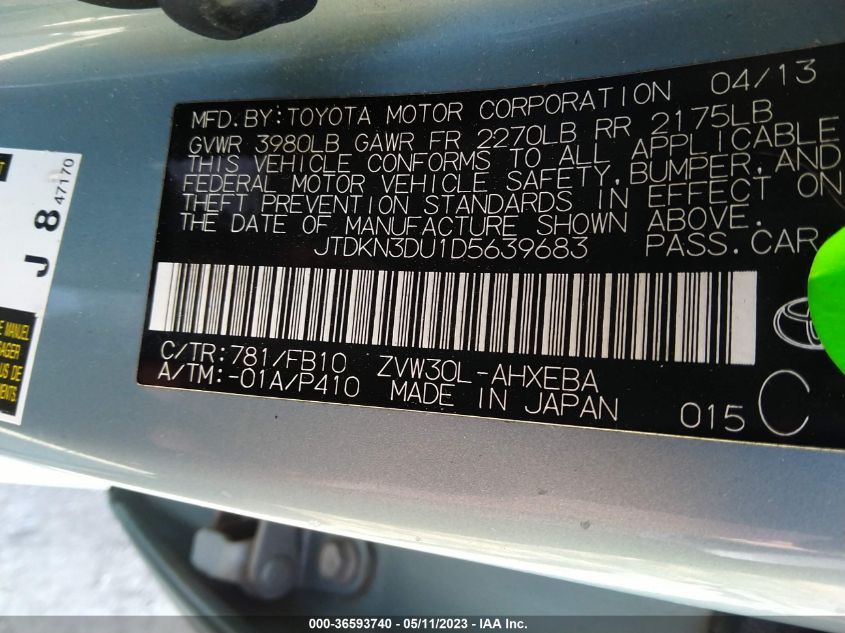 MFD. BY: TOYOTA MOTOR CORPORATION 04/13
GVWR 3980LB GAWR FR 2270LB RR 2175LB
THIS VEHICLE CONFORMS TO ALL APPLICABLE
FEDERAL MOTOR VEHICLE SAFETY, BUMPER, AND
THEFT PREVENTION STANDARDS IN EFFECT ON
THE DATE OF MANUFACTURE SHOWN ABOVE.
JTDKN3DU1D5639683 PASS. CAR
C/TR: 781/FB10 ZVW30L-AHXEBA
A/TM: -01A/P410 MADE IN JAPAN
015 C
J 8 47170
MANUEL
000-36593740 - 05/11/2023 - IAA Inc.